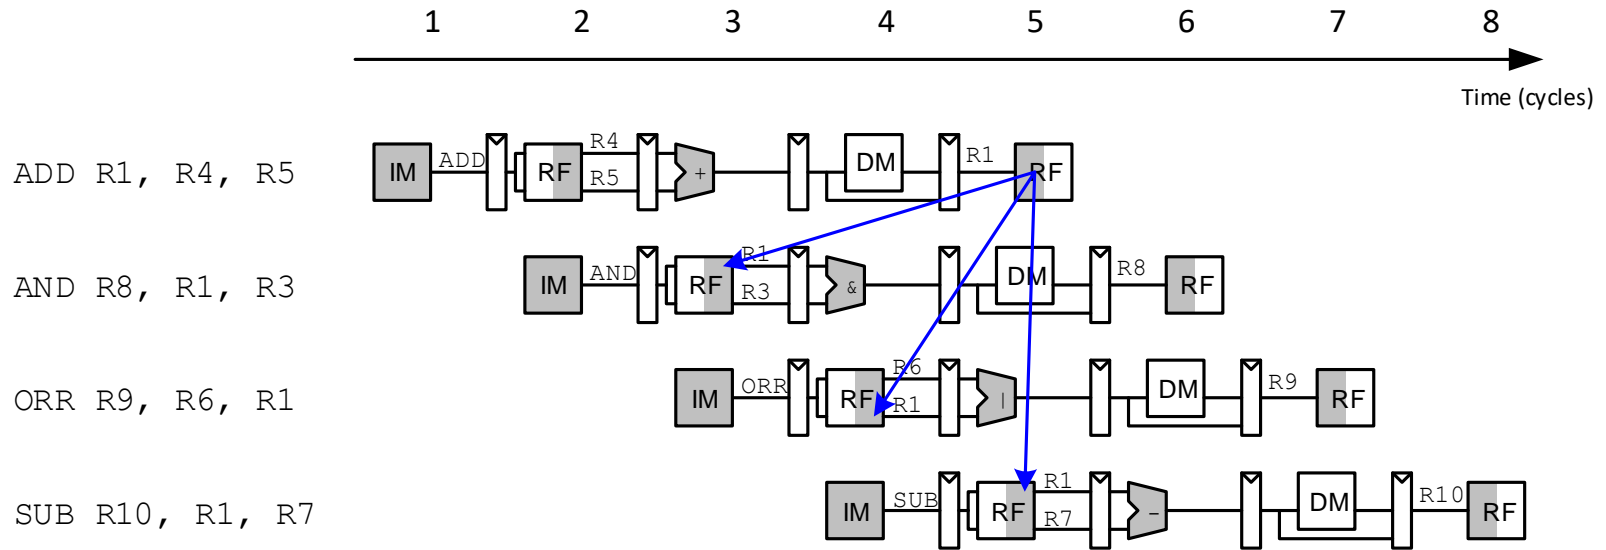 1 2 3 4 5 6 7 8
Time (cycles)
ADD R1, R4, R5 IM ADD RF R4 R5 + DM R1 RF
AND R8, R1, R3 IM AND RF R1 R3 & DM R8 RF
ORR R9, R6, R1 IM ORR RF R6 R1 | DM R9 RF
SUB R10, R1, R7 IM SUB RF R1 R7 - DM R10 RF